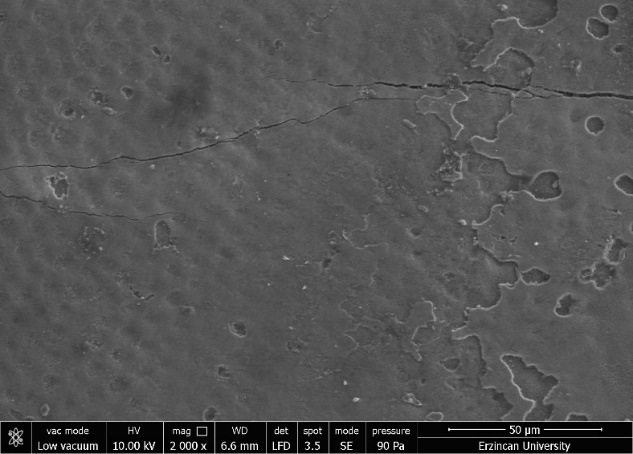 vac mode HV mag WD det spot mode pressure 50 µm
Low vacuum 10.00 kV 2 000 x 6.6 mm LFD 3.5 SE 90 Pa Erzincan University